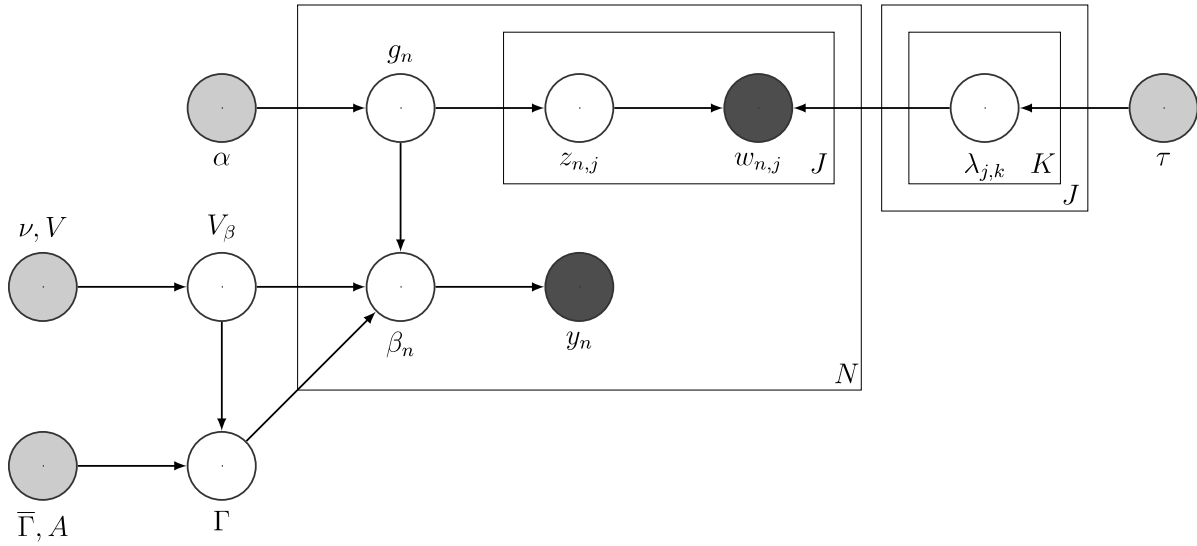 g_n
α
z_{n,j}
w_{n,j}
J
λ_{j,k}
K
J
τ
ν, V
V_β
β_n
y_n
N
Γ̅, A
Γ